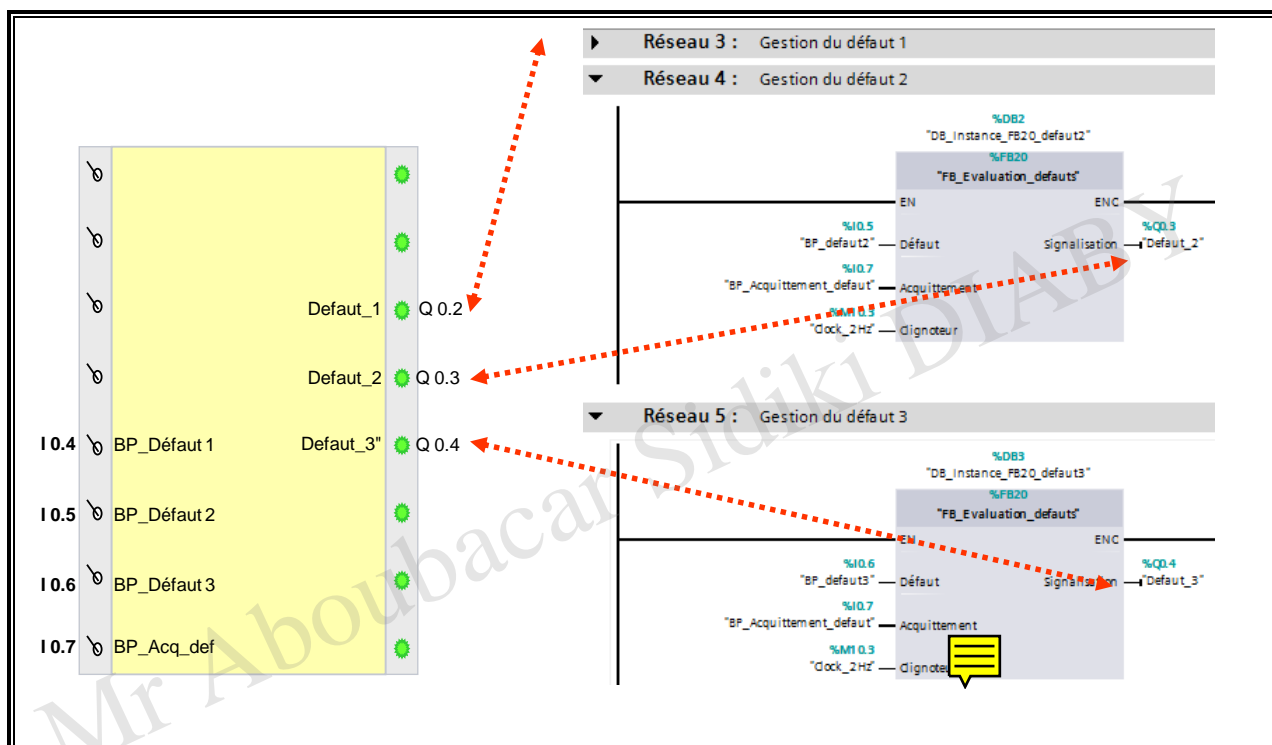 Réseau 3 : Gestion du défaut 1
Réseau 4 : Gestion du défaut 2
%DB2
"DB_Instance_FB20_defaut2"
%FB20
"FB_Evaluation_defauts"
EN ENC
%I0.5
"BP_defaut2" Défaut
%I0.7
"BP_Acquittement_defaut" Acquittement
%M10.3
"Clock_2Hz" Clignoteur
Signalisation
%Q0.3
"Defaut_2"
Réseau 5 : Gestion du défaut 3
%DB3
"DB_Instance_FB20_defaut3"
%FB20
"FB_Evaluation_defauts"
EN ENC
%I0.6
"BP_defaut3" Défaut
%I0.7
"BP_Acquittement_defaut" Acquittement
%M10.3
"Clock_2Hz"
Signalisation
%Q0.4
"Defaut_3"
Defaut_1 Q 0.2
Defaut_2 Q 0.3
I 0.4 BP_Défaut 1 Defaut_3" Q 0.4
I 0.5 BP_Défaut 2
I 0.6 BP_Défaut 3
I 0.7 BP_Acq_def
Mr Aboubacar Sidiki DIABY